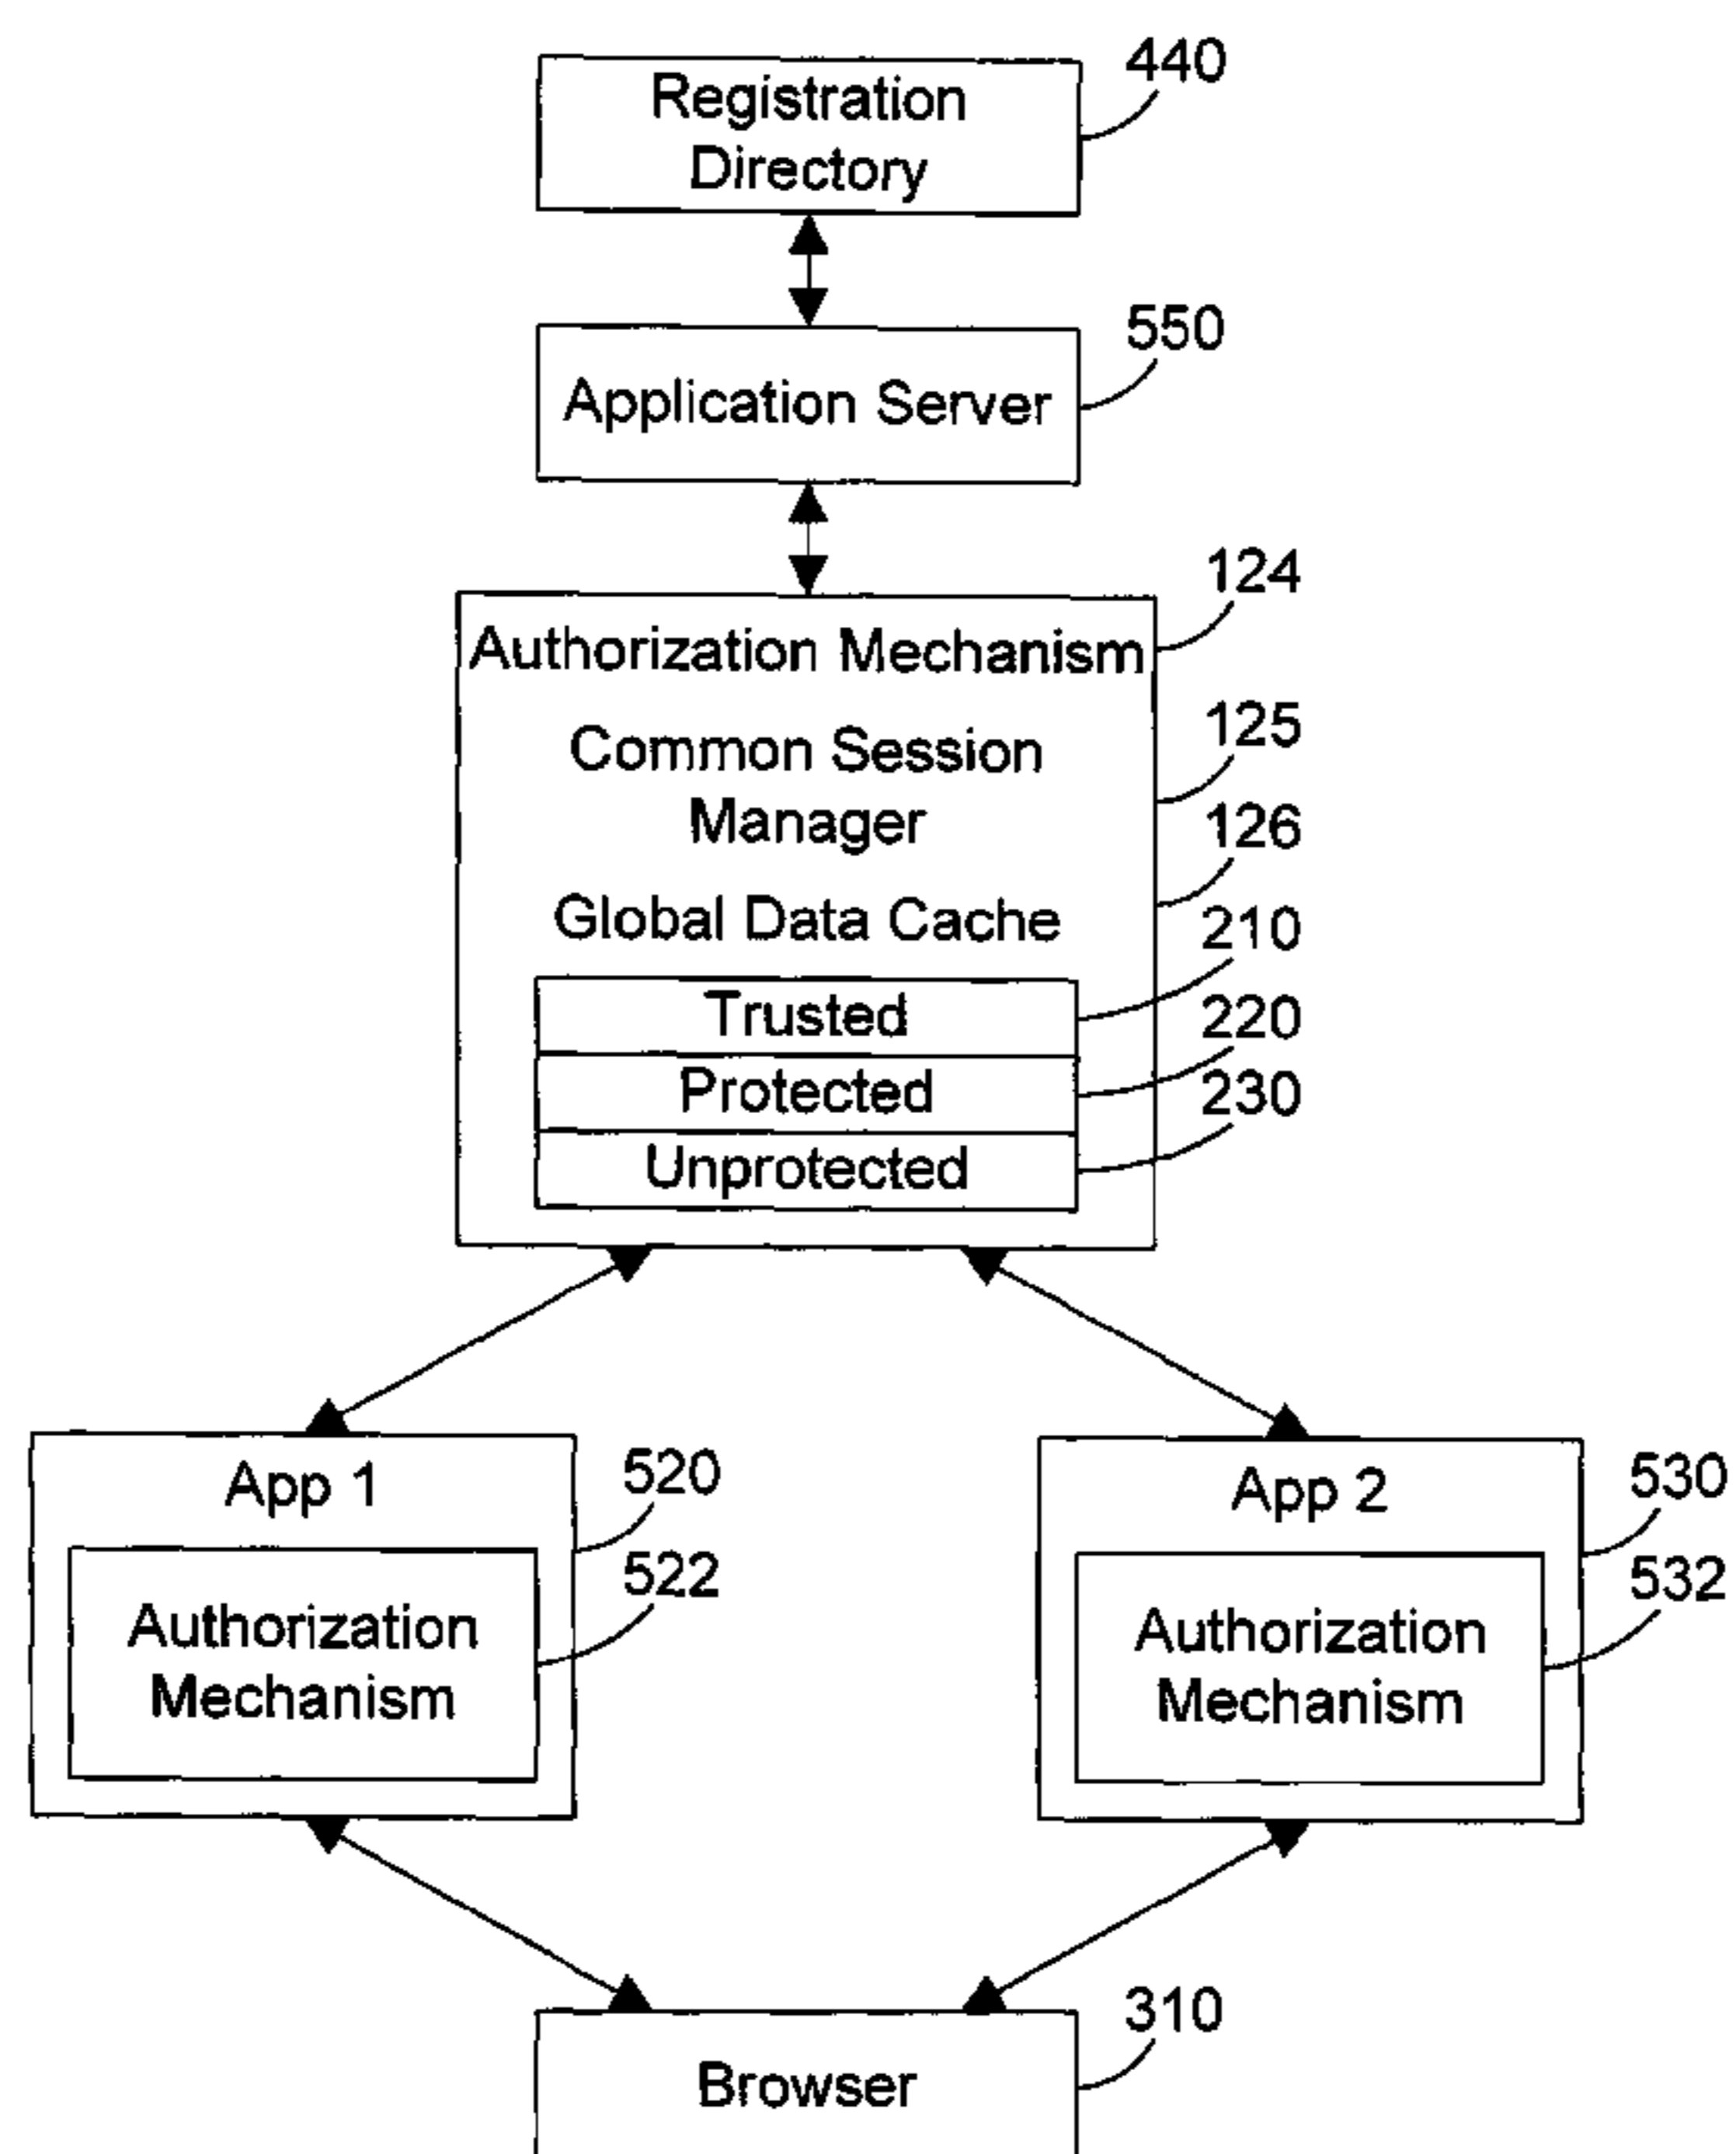 440
Registration
Directory
550
Application Server
124
Authorization Mechanism
125
Common Session
Manager
126
Global Data Cache
210
Trusted
220
Protected
230
Unprotected
App 1
520
522
Authorization
Mechanism
App 2
530
532
Authorization
Mechanism
310
Browser